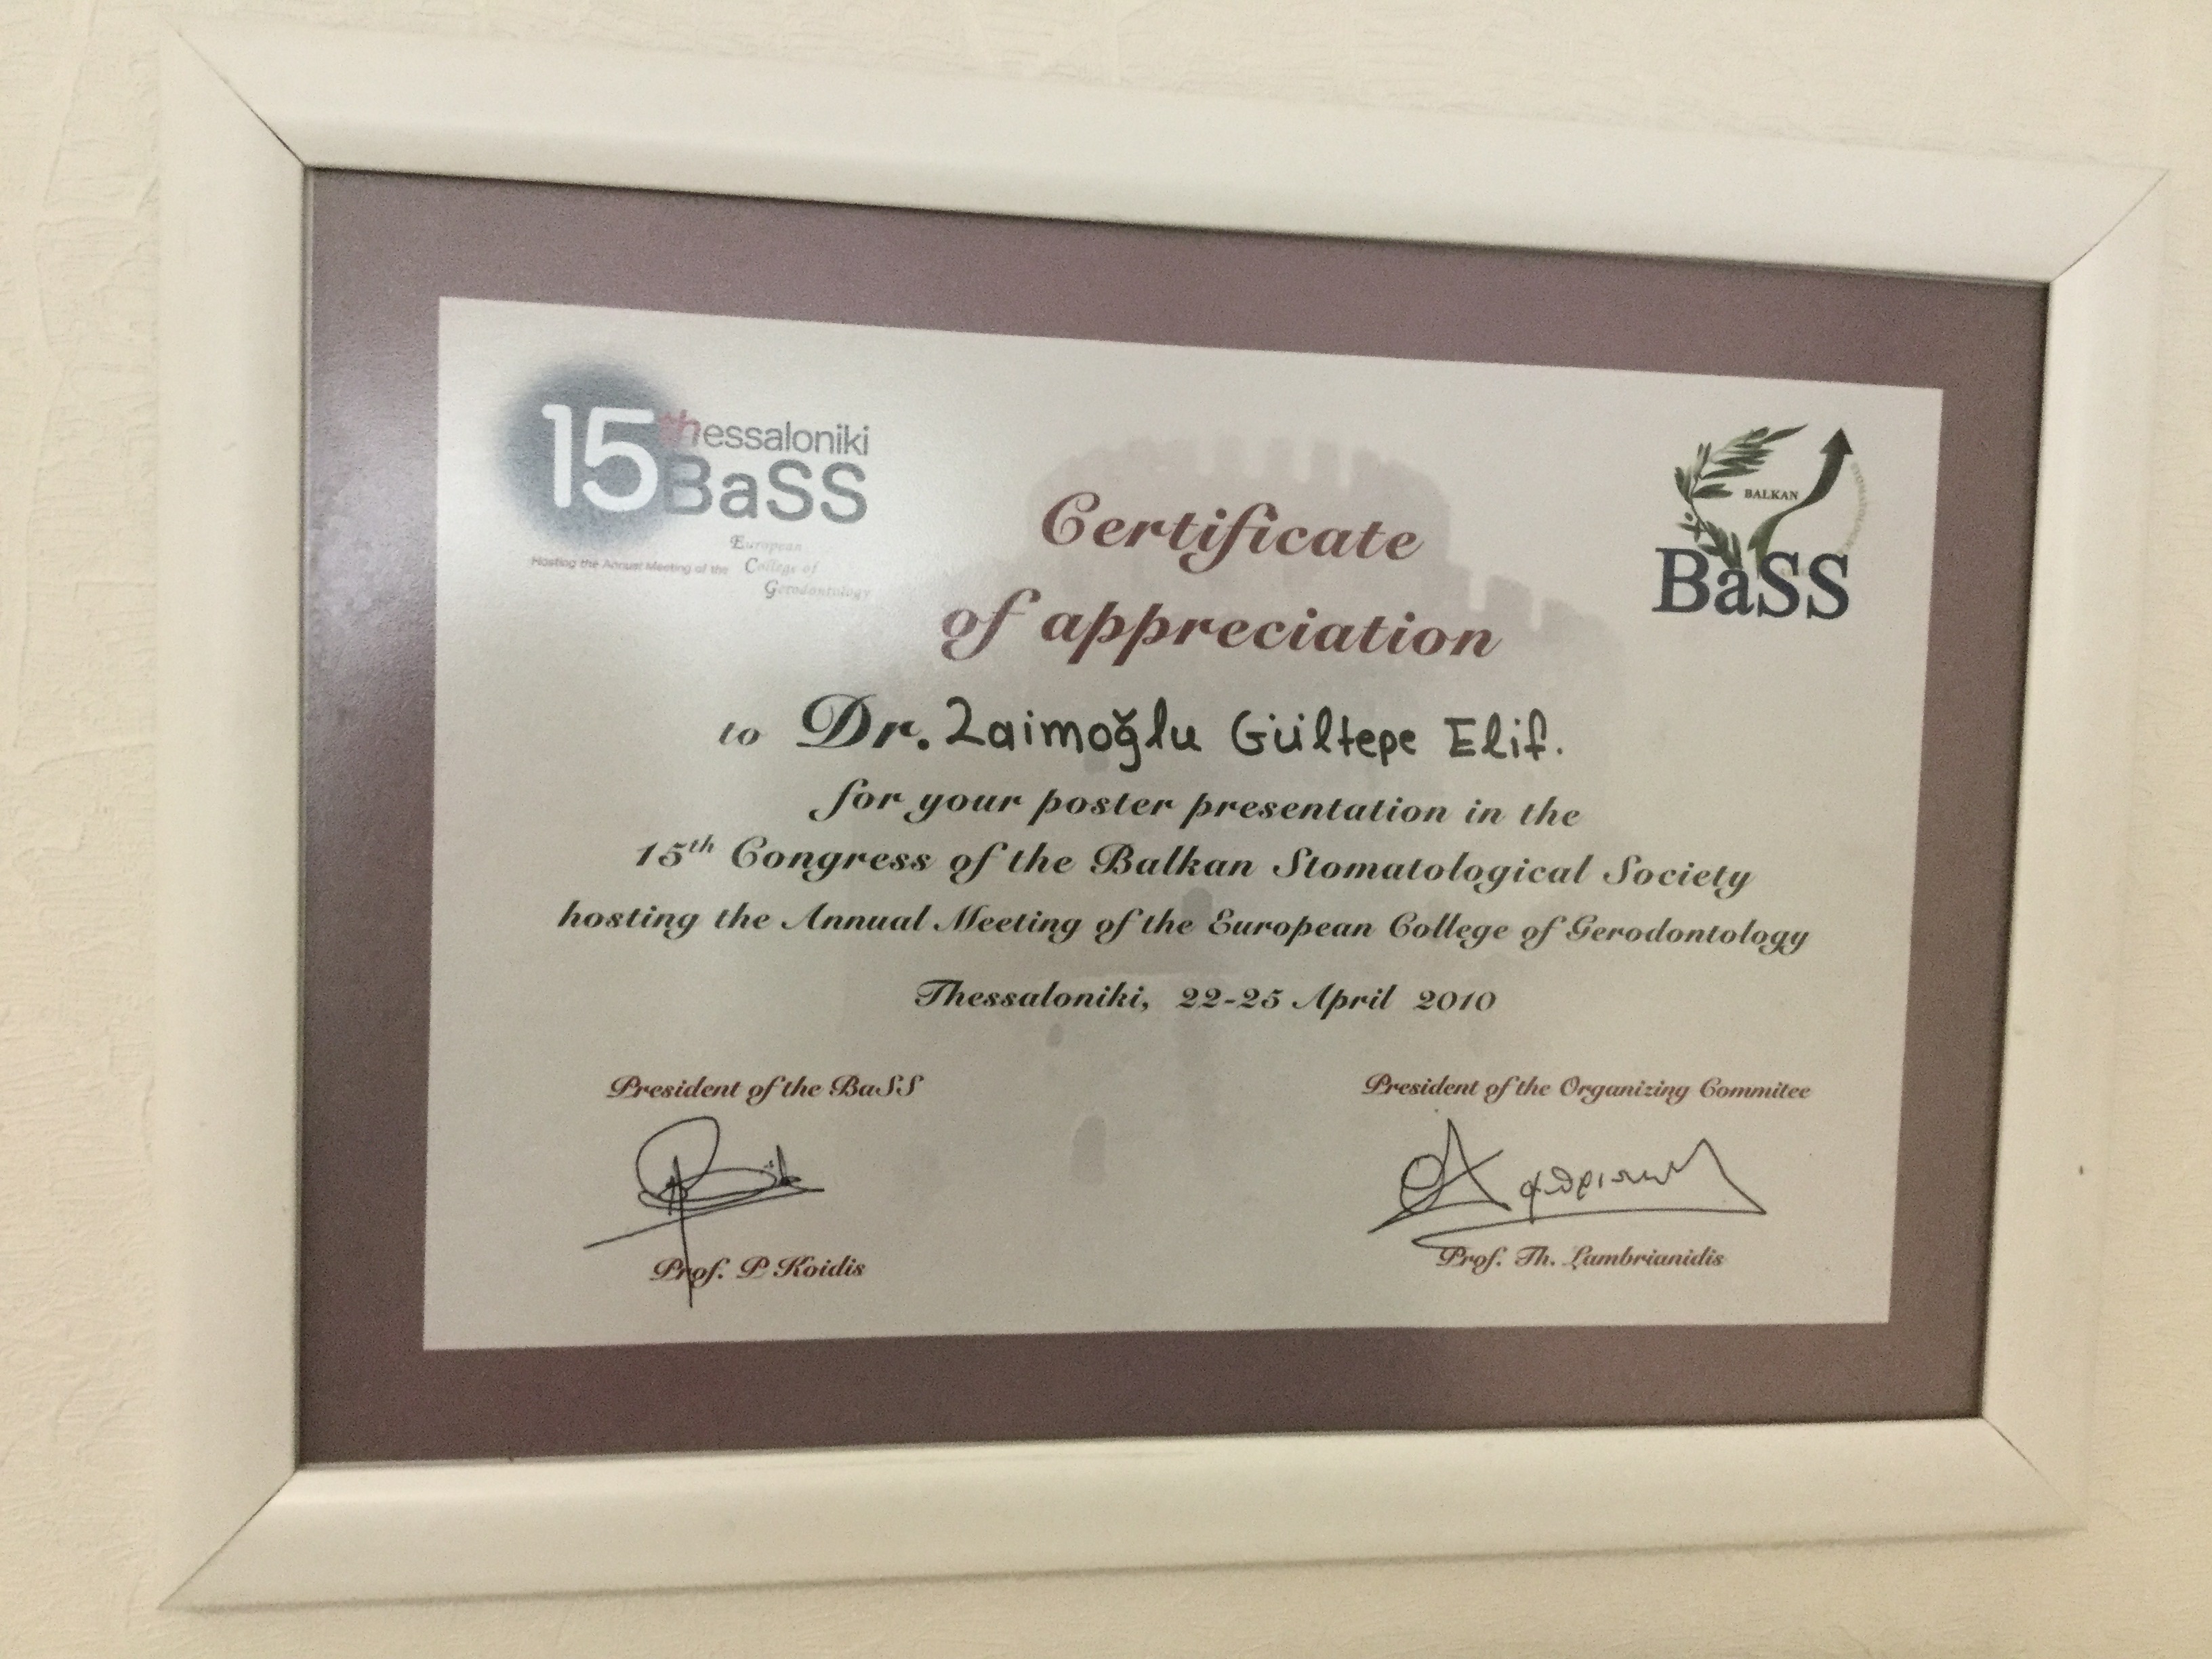 15thessaloniki
BaSS
Hosting the Annual Meeting of the European
College of
Gerodontology
BALKAN
BaSS
Certificate
of appreciation
to Dr. Zaimoğlu Gültepe Elif.
for your poster presentation in the
15th Congress of the Balkan Stomatological Society
hosting the Annual Meeting of the European College of Gerodontology
Thessaloniki, 22-25 April 2010
President of the BaSS
Prof. P. Koidis
President of the Organizing Commitee
Prof. Th. Lambrianidis